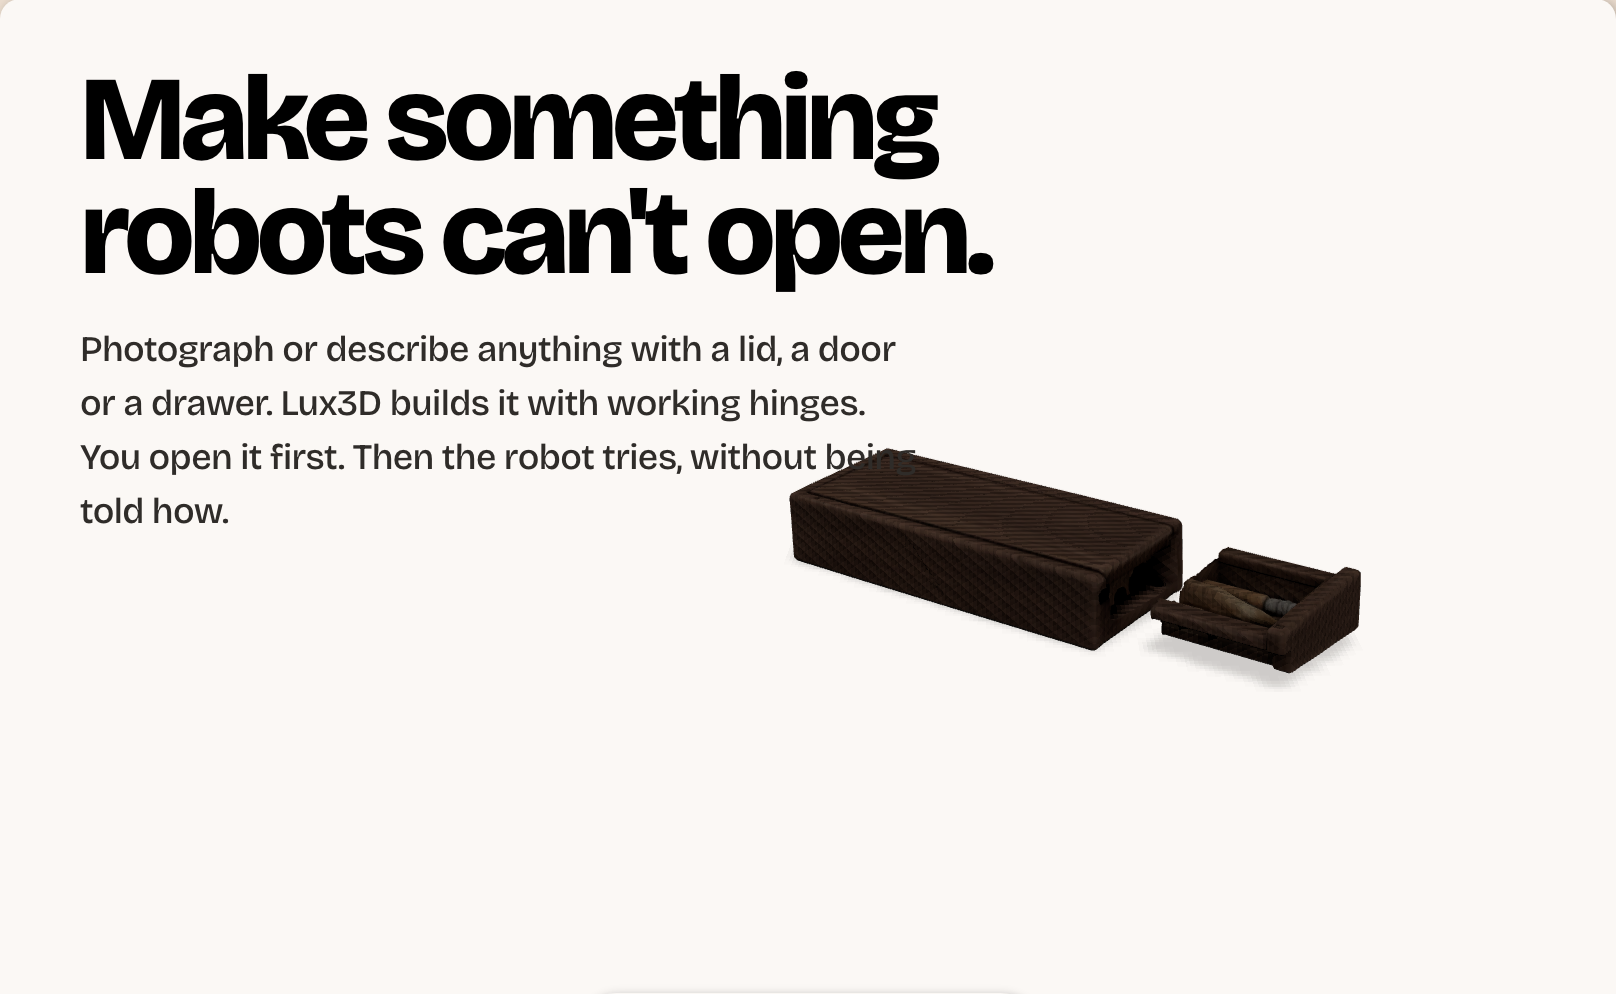 Make something
robots can't open.
Photograph or describe anything with a lid, a door
or a drawer. Lux3D builds it with working hinges.
You open it first. Then the robot tries, without being
told how.